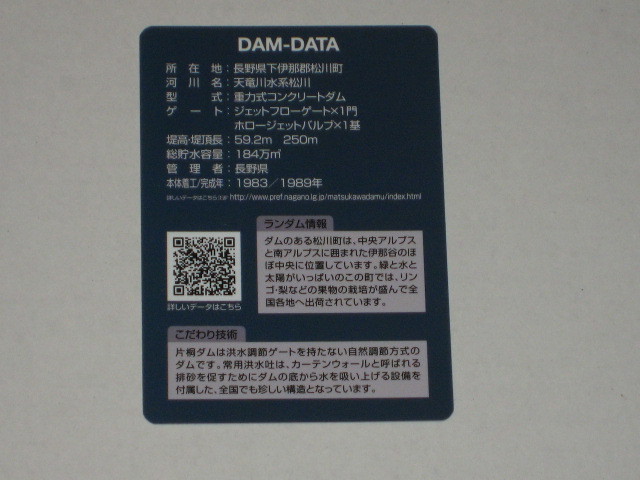 DAM-DATA
所在地：長野県下伊那郡松川町
河川名：天竜川水系松川
型式：重力式コンクリートダム
ゲート：ジェットフローゲート×1門
ホロージェットバルブ×1基
堤高・堤頂長：59.2m 250m
総貯水容量：184万㎥
管理者：長野県
本体着工/完成年：1983／1989年
詳しいデータはこちら⇒ http://www.pref.nagano.lg.jp/matsukawadamu/index.html
詳しいデータはこちら
ランダム情報
ダムのある松川町は、中央アルプス
と南アルプスに囲まれた伊那谷のほ
ぼ中央に位置しています。緑と水と
太陽がいっぱいのこの町では、リン
ゴ・梨などの果物の栽培が盛んで全
国各地へ出荷されています。
こだわり技術
片桐ダムは洪水調節ゲートを持たない自然調節方式の
ダムです。常用洪水吐は、カーテンウォールと呼ばれる
排砂を促すためにダムの底から水を吸い上げる設備を
付属した、全国でも珍しい構造となっています。